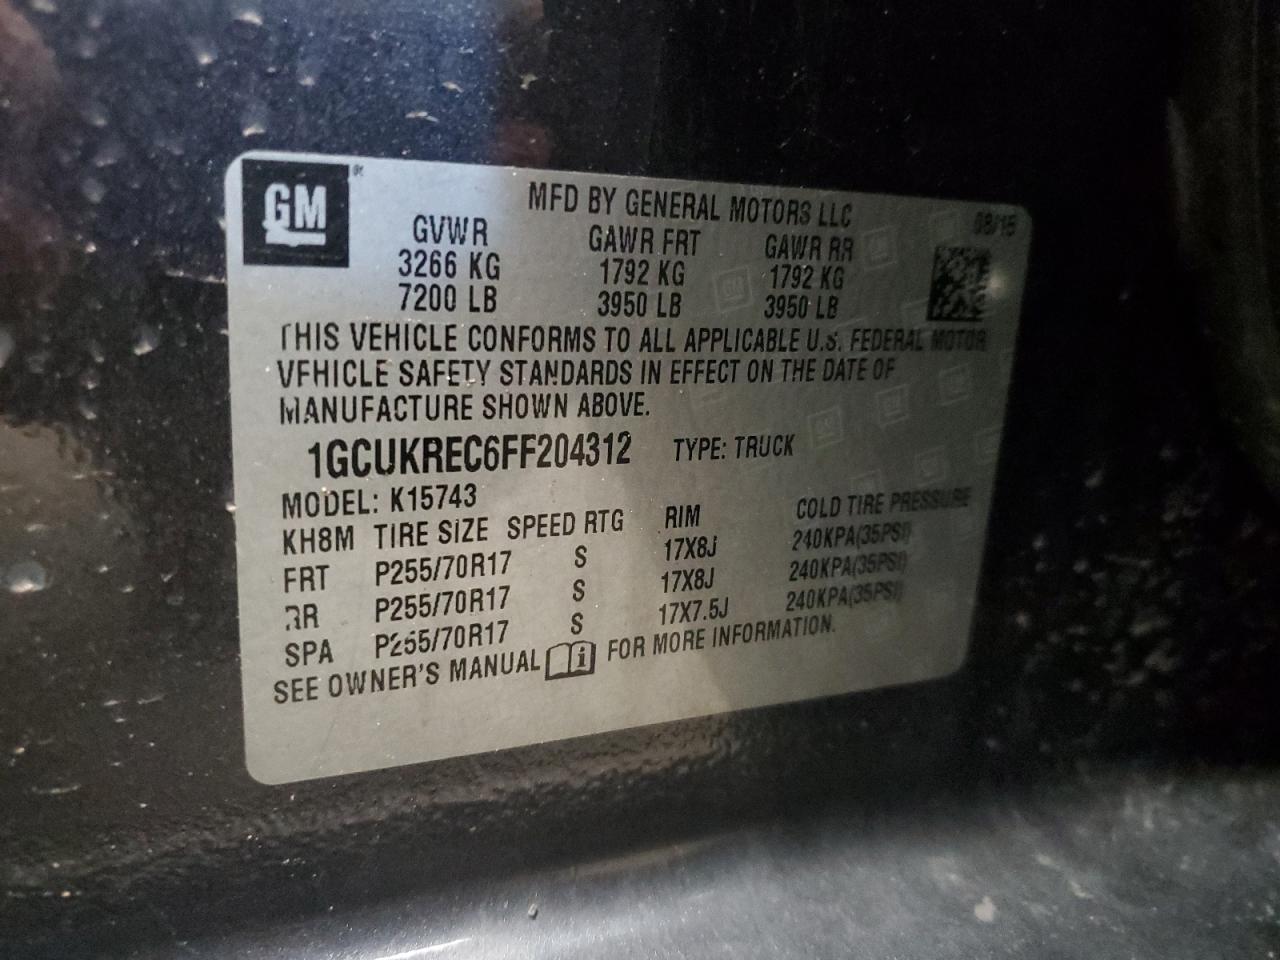 GM
MFD BY GENERAL MOTORS LLC 08/15
GVWR GAWR FRT GAWR RR
3266 KG 1792 KG 1792 KG
7200 LB 3950 LB 3950 LB
THIS VEHICLE CONFORMS TO ALL APPLICABLE U.S. FEDERAL MOTOR
VEHICLE SAFETY STANDARDS IN EFFECT ON THE DATE OF
MANUFACTURE SHOWN ABOVE.
1GCUKREC6FF204312 TYPE: TRUCK
MODEL: K15743
KH8M TIRE SIZE SPEED RTG RIM COLD TIRE PRESSURE
FRT P255/70R17 S 17X8J 240KPA(35PSI)
RR P255/70R17 S 17X8J 240KPA(35PSI)
SPA P255/70R17 S 17X7.5J 240KPA(35PSI)
SEE OWNER'S MANUAL FOR MORE INFORMATION.